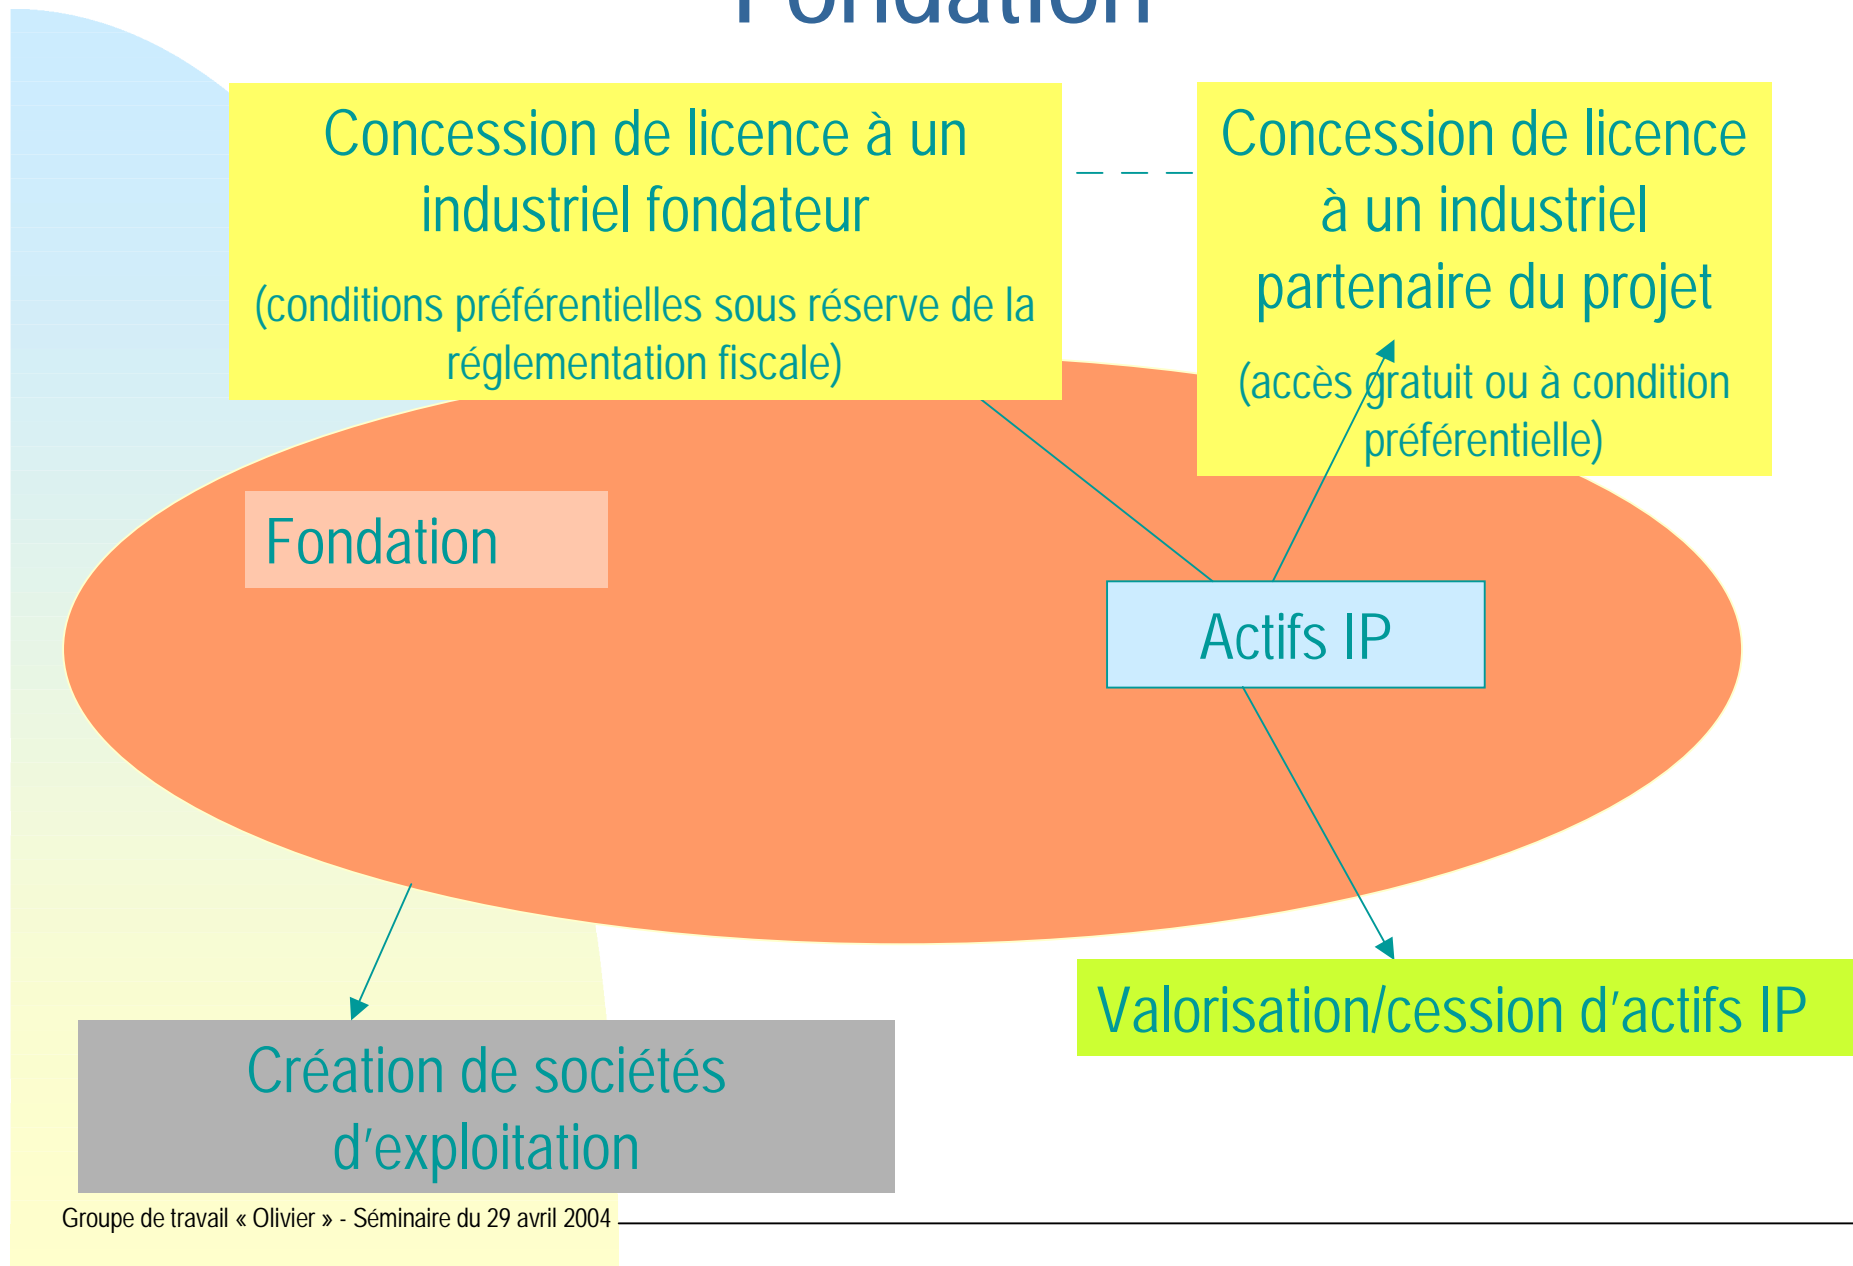 Fondation
Concession de licence à un
industriel fondateur
(conditions préférentielles sous réserve de la
réglementation fiscale)
Concession de licence
à un industriel
partenaire du projet
(accès gratuit ou à condition
préférentielle)
Fondation
Actifs IP
Valorisation/cession d’actifs IP
Création de sociétés
d’exploitation
Groupe de travail « Olivier » - Séminaire du 29 avril 2004